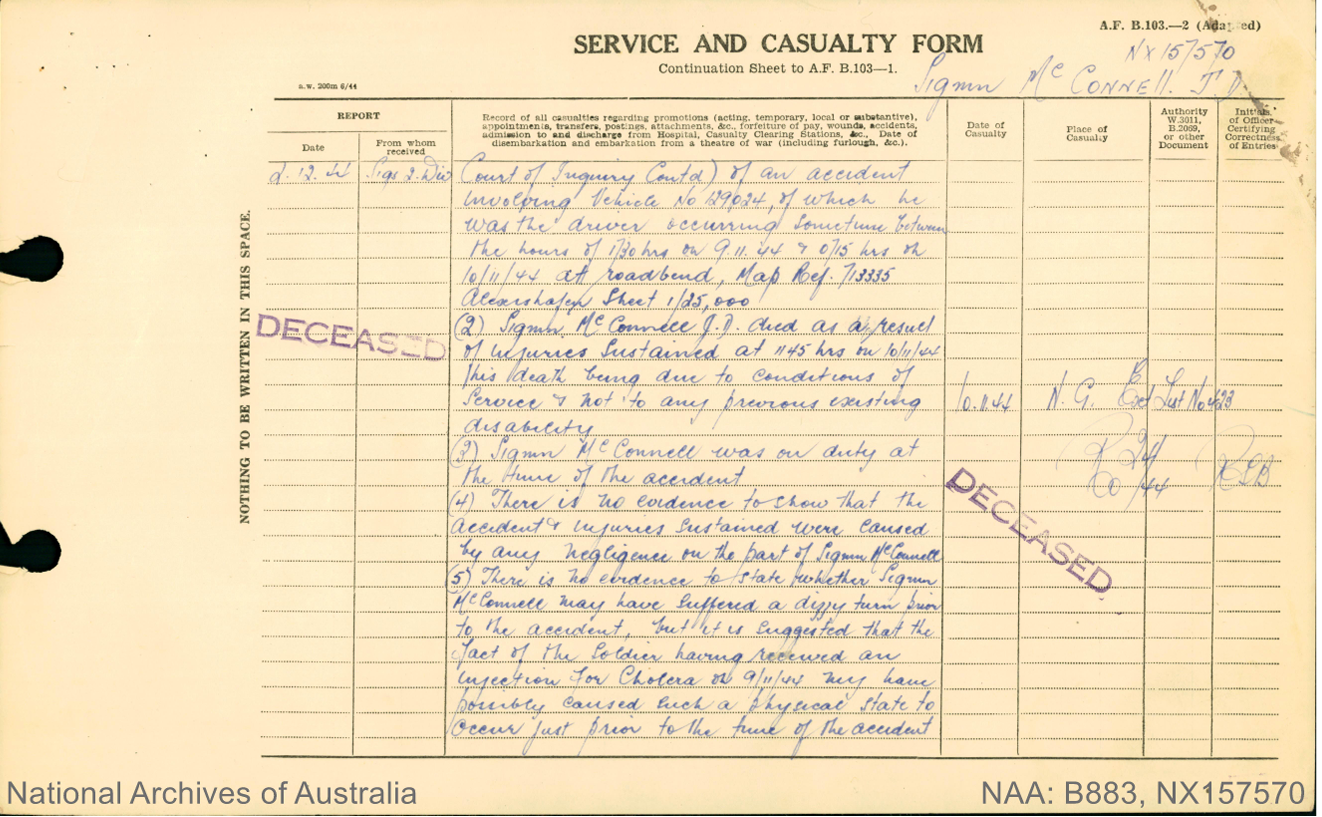 A.F. B.103.—2 (Adapted)
SERVICE AND CASUALTY FORM
NX157570
Continuation Sheet to A.F. B.103—1.
Sigmn McCONNELL. J. D
s.w. 200m 6/44
REPORT
Date
From whom received
Record of all casualties regarding promotions (acting, temporary, local or substantive),
appointments, transfers, postings, attachments, &c., forfeiture of pay, wounds, accidents,
admission to and discharge from Hospital, Casualty Clearing Stations, &c., Date of
disembarkation and embarkation from a theatre of war (including furlough, &c.).
Date of Casualty
Place of Casualty
Authority W.3011, B.2069, or other Document
Initials of Officer Certifying Correctness of Entries
NOTHING TO BE WRITTEN IN THIS SPACE.
2.12.44 Sigs 2. Div Court of Inquiry Contd) of an accident
involving Vehicle No 129024, of which he
was the driver occurring sometime between
the hours of 1730 hrs on 9.11.44 & 0715 hrs on
10/11/44 at roadbend, Map Ref. 713335
Alexishafen Sheet 1/25,000
DECEASED
(2) Sigmn McConnell J.D. died as a result
of injuries sustained at 1145 hrs on 10/11/44
his death being due to conditions of
service & not to any previous existing 10.11.44 N.G. List No 423
disability
(3) Sigmn McConnell was on duty at
the time of the accident
DECEASED
(4) There is no evidence to show that the
accident & injuries sustained were caused
by any negligence on the part of Sigmn McConnell
(5) There is no evidence to state whether Sigmn
McConnell may have suffered a dizzy turn prior
to the accident, but it is suggested that the
fact of the soldier having received an
injection for Cholera on 9/11/44 may have
possibly caused such a physical state to
occur just prior to the time of the accident
National Archives of Australia
NAA: B883, NX157570